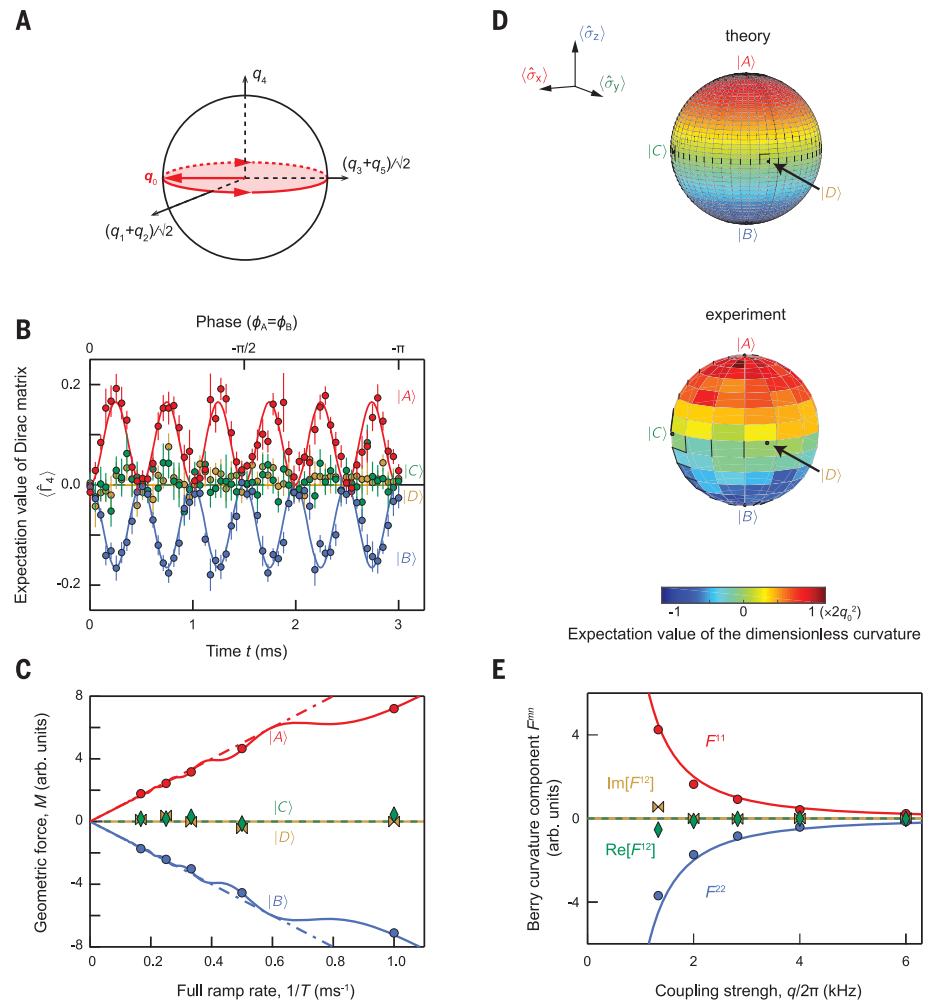 A
q4
q0
(q3+q5)/√2
(q1+q2)/√2
B
Phase (ϕA=ϕB)
0 -π/2 -π
Expectation value of Dirac matrix
⟨Γ̂4⟩
0.2
0.0
-0.2
|A⟩
|C⟩
|D⟩
|B⟩
0 1 2 3
Time t (ms)
C
Geometric force, M (arb. units)
8
4
0
-4
-8
|A⟩
|C⟩
|D⟩
|B⟩
0 0.2 0.4 0.6 0.8 1.0
Full ramp rate, 1/T (ms⁻¹)
D
⟨σ̂z⟩
⟨σ̂x⟩
⟨σ̂y⟩
theory
|A⟩
|C⟩
|D⟩
|B⟩
experiment
|A⟩
|C⟩
|D⟩
|B⟩
-1 0 1 (×2q0²)
Expectation value of the dimensionless curvature
E
Berry curvature component Fᵐⁿ
(arb. units)
4
0
-4
F¹¹
Im[F¹²]
Re[F¹²]
F²²
0 2 4 6
Coupling strengh, q/2π (kHz)